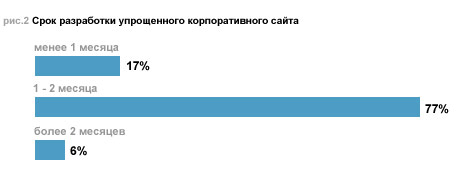 рис.2 Срок разработки упрощенного корпоративного сайта
менее 1 месяца
17%
1 - 2 месяца
77%
более 2 месяцев
6%